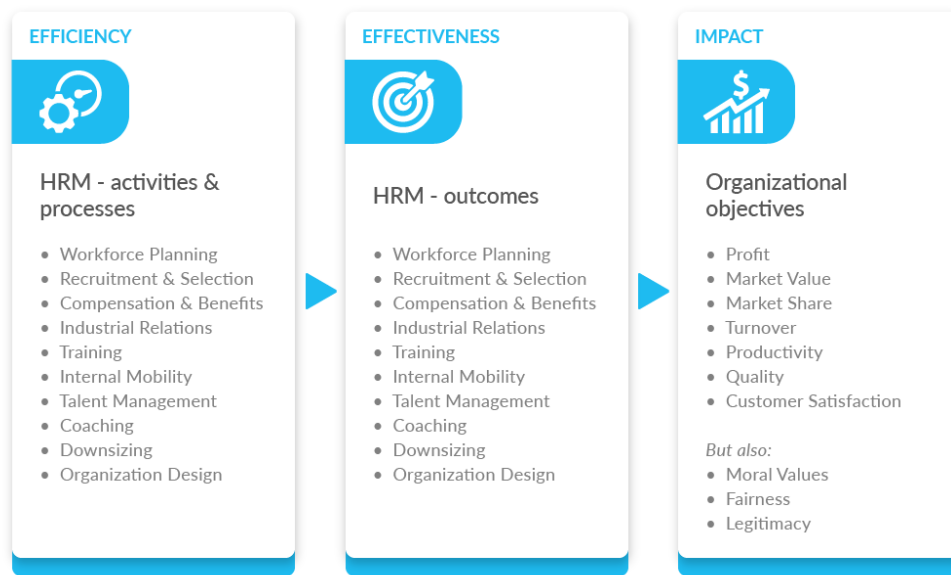 EFFICIENCY
HRM - activities &
processes
• Workforce Planning
• Recruitment & Selection
• Compensation & Benefits
• Industrial Relations
• Training
• Internal Mobility
• Talent Management
• Coaching
• Downsizing
• Organization Design
EFFECTIVENESS
HRM - outcomes
• Workforce Planning
• Recruitment & Selection
• Compensation & Benefits
• Industrial Relations
• Training
• Internal Mobility
• Talent Management
• Coaching
• Downsizing
• Organization Design
IMPACT
$
Organizational
objectives
• Profit
• Market Value
• Market Share
• Turnover
• Productivity
• Quality
• Customer Satisfaction
But also:
• Moral Values
• Fairness
• Legitimacy